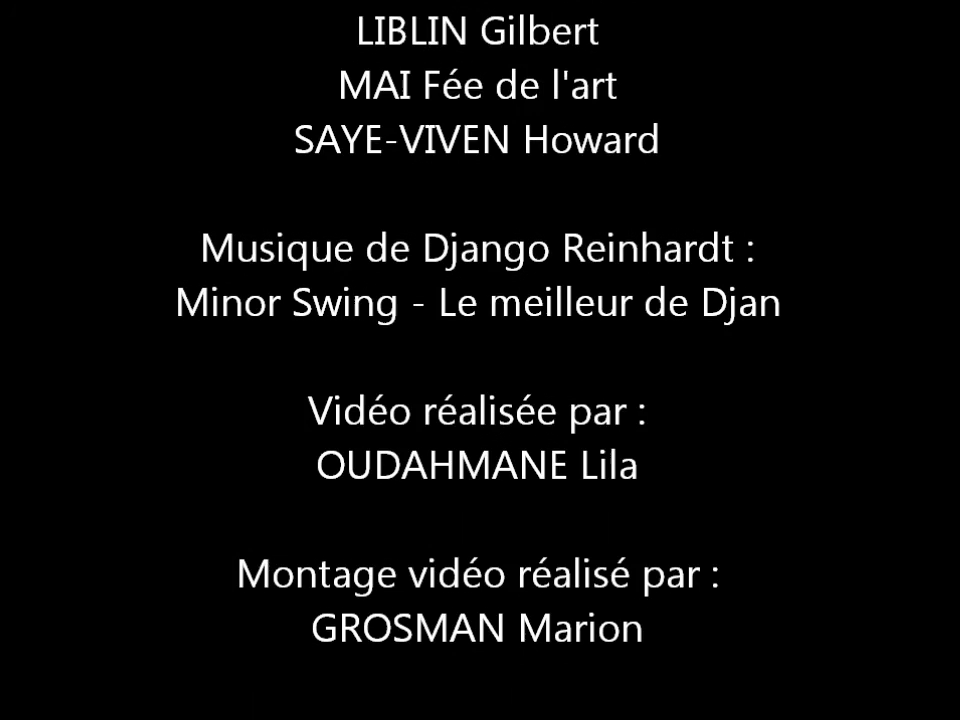 LIBLIN Gilbert
MAI Fée de l'art
SAYE-VIVEN Howard
Musique de Django Reinhardt :
Minor Swing - Le meilleur de Djan
Vidéo réalisée par :
OUDAHMANE Lila
Montage vidéo réalisé par :
GROSMAN Marion